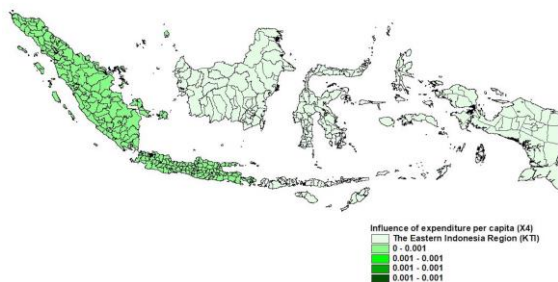 Influence of expenditure per capita (X4)
The Eastern Indonesia Region (KTI)
0 - 0.001
0.001 - 0.001
0.001 - 0.001
0.001 - 0.001